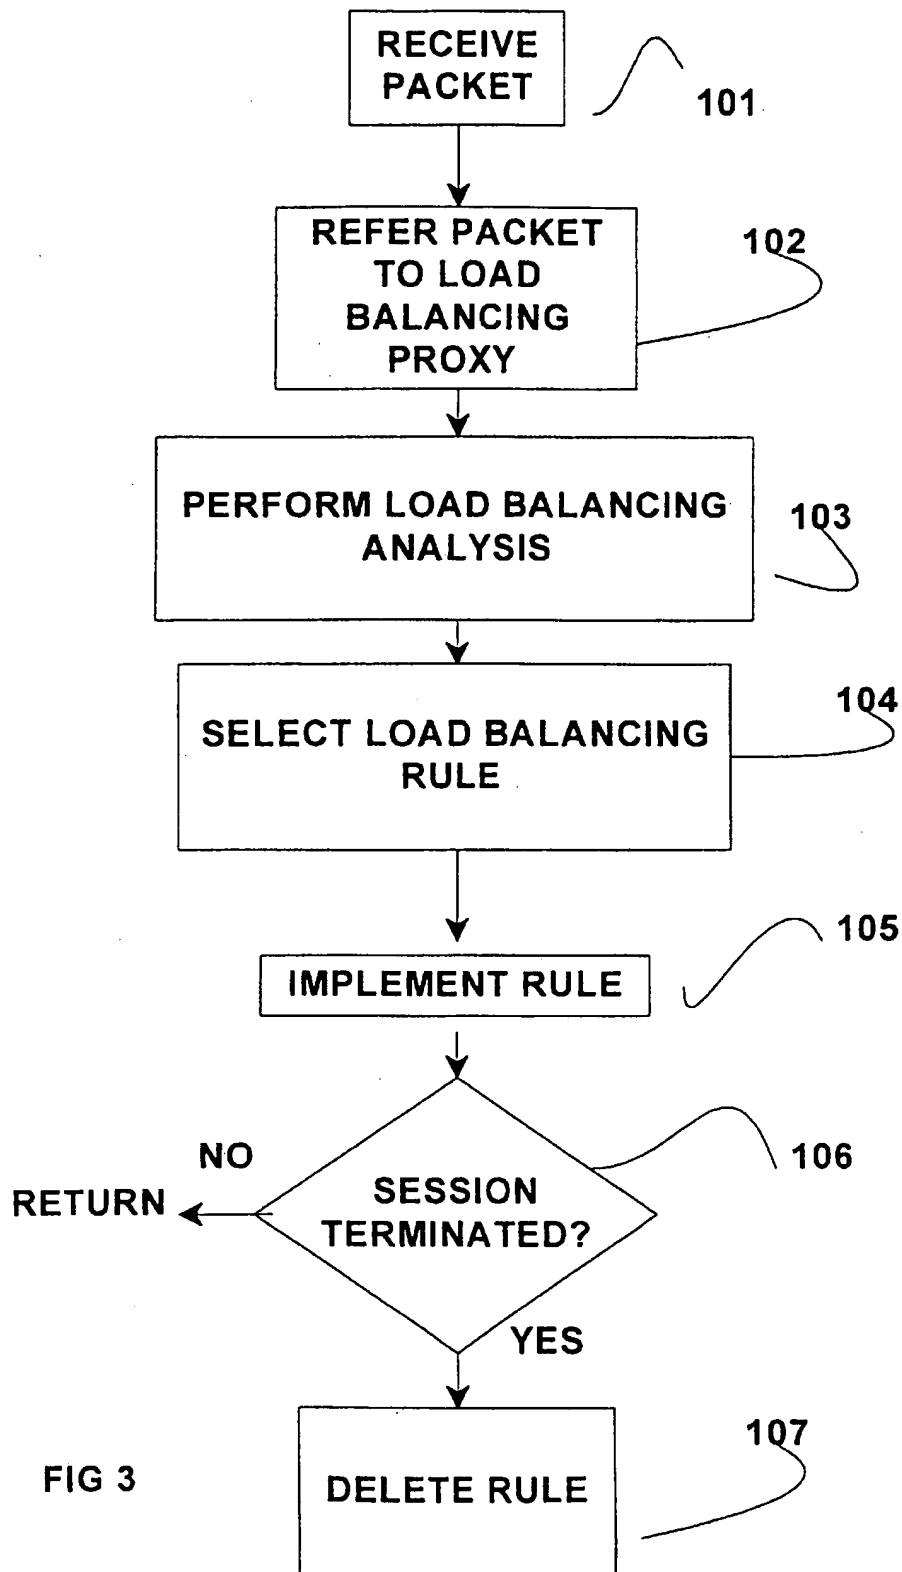 RECEIVE
PACKET
101
REFER PACKET
TO LOAD
BALANCING
PROXY
102
PERFORM LOAD BALANCING
ANALYSIS
103
SELECT LOAD BALANCING
RULE
104
IMPLEMENT RULE
105
SESSION
TERMINATED?
106
NO
RETURN
YES
DELETE RULE
107
FIG 3